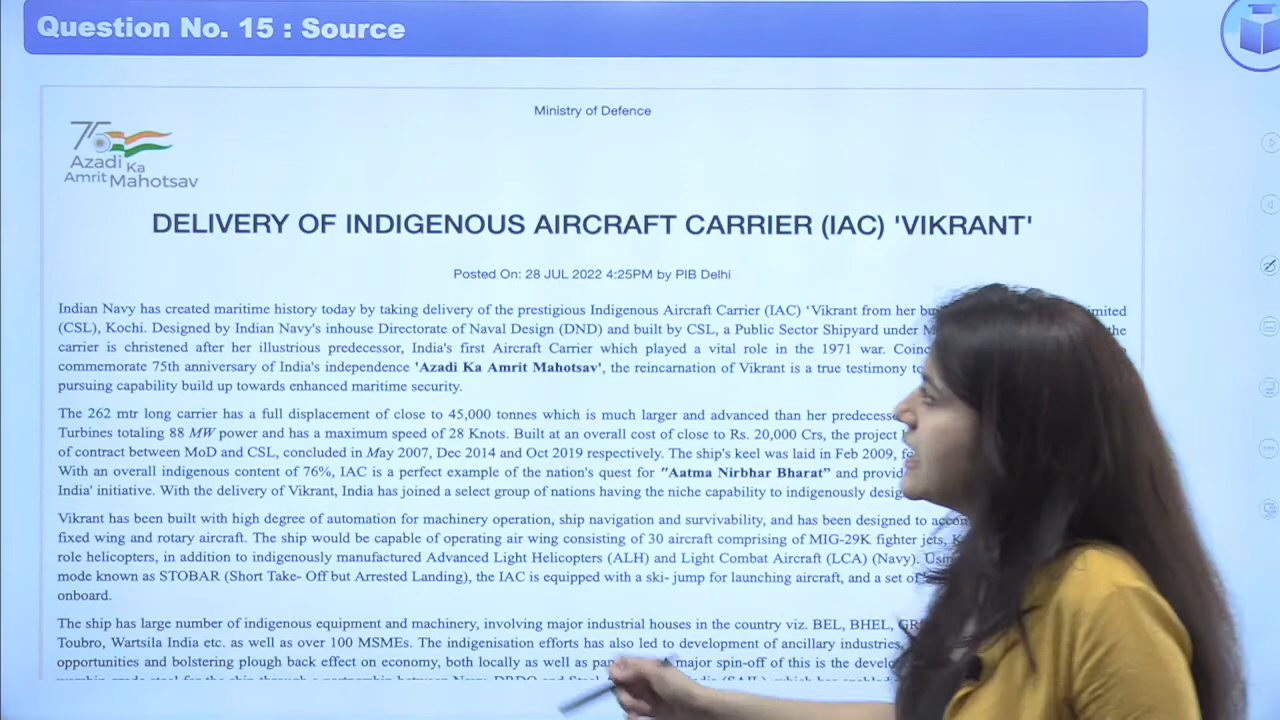 Question No. 15 : Source
Ministry of Defence
75
Azadi Ka
Amrit Mahotsav
DELIVERY OF INDIGENOUS AIRCRAFT CARRIER (IAC) 'VIKRANT'
Posted On: 28 JUL 2022 4:25PM by PIB Delhi
Indian Navy has created maritime history today by taking delivery of the prestigious Indigenous Aircraft Carrier (IAC) ‘Vikrant from her
(CSL), Kochi. Designed by Indian Navy's inhouse Directorate of Naval Design (DND) and built by CSL, a Public Sector Shipyard under the
carrier is christened after her illustrious predecessor, India's first Aircraft Carrier which played a vital role in the 1971 war.
commemorate 75th anniversary of India's independence 'Azadi Ka Amrit Mahotsav', the reincarnation of Vikrant is a true testimony
pursuing capability build up towards enhanced maritime security.
The 262 mtr long carrier has a full displacement of close to 45,000 tonnes which is much larger and advanced than her
Turbines totaling 88 MW power and has a maximum speed of 28 Knots. Built at an overall cost of close to Rs. 20,000 Crs, the project
of contract between MoD and CSL, concluded in May 2007, Dec 2014 and Oct 2019 respectively. The ship's keel was laid in Feb 2009,
With an overall indigenous content of 76%, IAC is a perfect example of the nation's quest for "Aatma Nirbhar Bharat” and
India' initiative. With the delivery of Vikrant, India has joined a select group of nations having the niche capability to indigenously
Vikrant has been built with high degree of automation for machinery operation, ship navigation and survivability, and has been designed to
fixed wing and rotary aircraft. The ship would be capable of operating air wing consisting of 30 aircraft comprising of MIG-29K fighter jets,
role helicopters, in addition to indigenously manufactured Advanced Light Helicopters (ALH) and Light Combat Aircraft (LCA) (Navy).
mode known as STOBAR (Short Take- Off but Arrested Landing), the IAC is equipped with a ski- jump for launching aircraft, and a set of
onboard.
The ship has large number of indigenous equipment and machinery, involving major industrial houses in the country viz. BEL, BHEL,
Toubro, Wartsila India etc. as well as over 100 MSMEs. The indigenisation efforts has also led to development of ancillary industries,
opportunities and bolstering plough back effect on economy, both locally as well as major spin-off of this is the